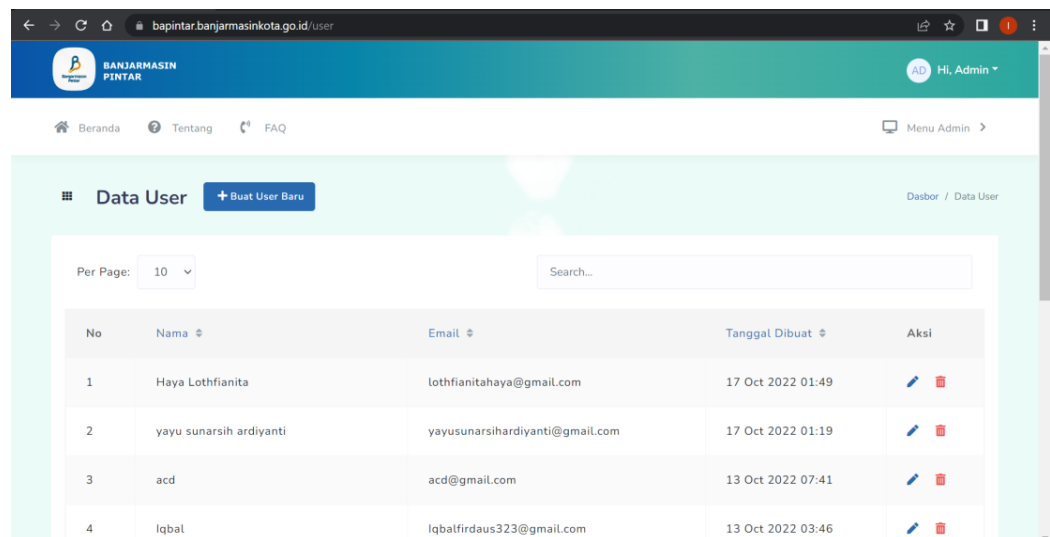 bapintar.banjarmasinkota.go.id/user
BANJARMASIN
PINTAR
AD Hi, Admin
Beranda Tentang FAQ Menu Admin
Data User + Buat User Baru Dasbor / Data User
Per Page: 10 Search...
No Nama Email Tanggal Dibuat Aksi
1 Haya Lothfianita lothfianitahaya@gmail.com 17 Oct 2022 01:49
2 yayu sunarsih ardiyanti yayusunarsihardiyanti@gmail.com 17 Oct 2022 01:19
3 acd acd@gmail.com 13 Oct 2022 07:41
4 Iqbal Iqbalfirdaus323@gmail.com 13 Oct 2022 03:46